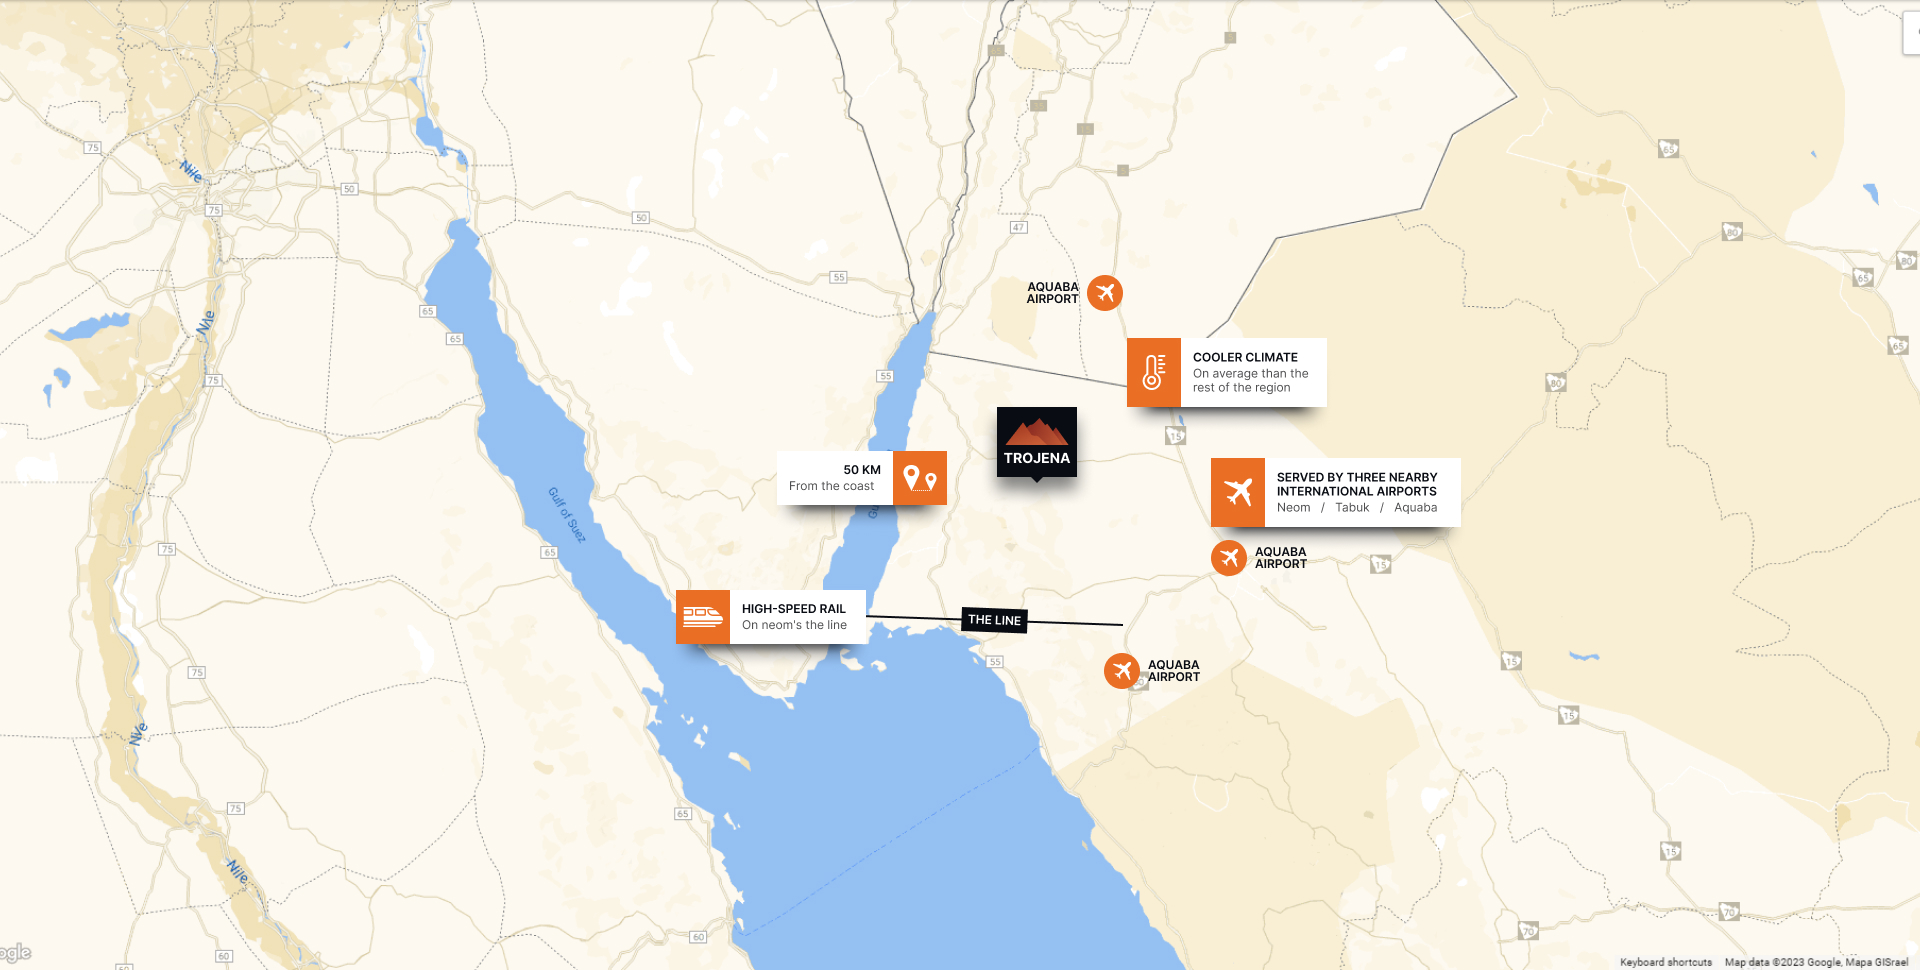 75
Nile
50
75
50
47
65
80
80
65
55
AQUABA
AIRPORT
65
65
Nile
75
65
80
55
COOLER CLIMATE
On average than the
rest of the region
15
TROJENA
50 KM
From the coast
SERVED BY THREE NEARBY
INTERNATIONAL AIRPORTS
Neom / Tabuk / Aquaba
Gulf of Suez
75
65
AQUABA
AIRPORT
15
HIGH-SPEED RAIL
On neom's the line
THE LINE
55
AQUABA
AIRPORT
15
75
15
Nile
75
65
15
Nile
70
70
60
60
60
ogle
Keyboard shortcuts
Map data ©2023 Google, Mapa GISrael